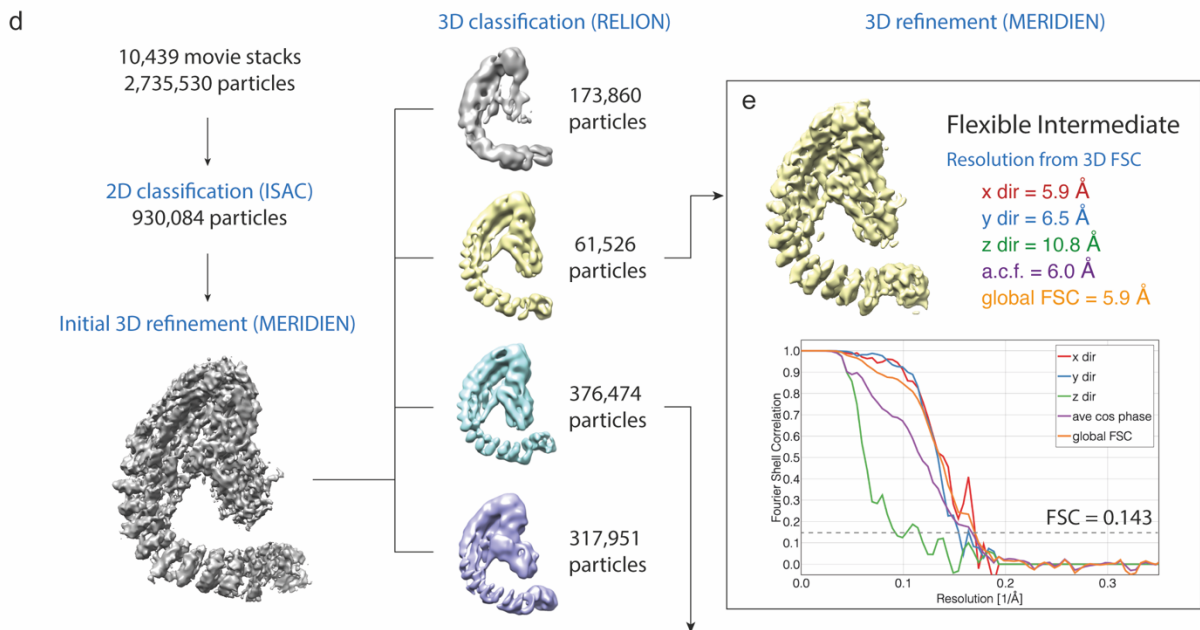 d
10,439 movie stacks
2,735,530 particles
2D classification (ISAC)
930,084 particles
Initial 3D refinement (MERIDIEN)
3D classification (RELION)
173,860
particles
61,526
particles
376,474
particles
317,951
particles
3D refinement (MERIDIEN)
e
Flexible Intermediate
Resolution from 3D FSC
x dir = 5.9 Å
y dir = 6.5 Å
z dir = 10.8 Å
a.c.f. = 6.0 Å
global FSC = 5.9 Å
Fourier Shell Correlation
1.0
0.9
0.8
0.7
0.6
0.5
0.4
0.3
0.2
0.1
0.0
x dir
y dir
z dir
ave cos phase
global FSC
FSC = 0.143
0.0
0.1
0.2
0.3
Resolution [1/Å]